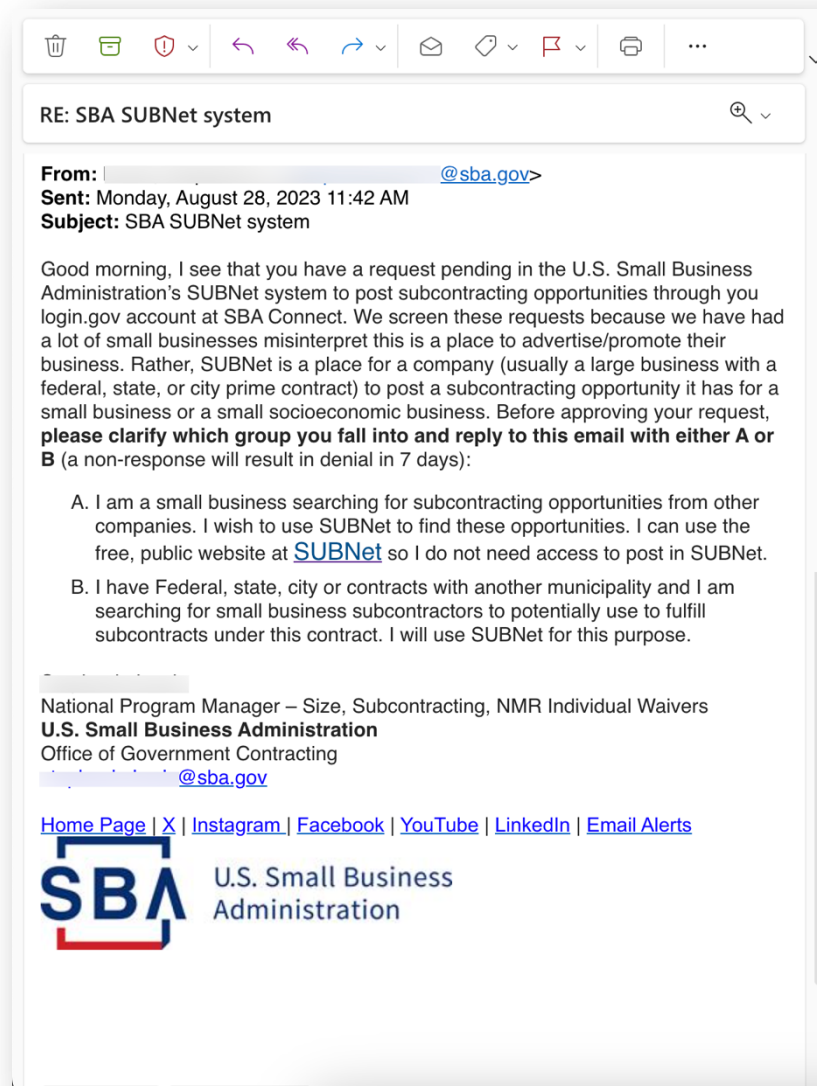 RE: SBA SUBNet system
From: @sba.gov>
Sent: Monday, August 28, 2023 11:42 AM
Subject: SBA SUBNet system
Good morning, I see that you have a request pending in the U.S. Small Business
Administration’s SUBNet system to post subcontracting opportunities through you
login.gov account at SBA Connect. We screen these requests because we have had
a lot of small businesses misinterpret this is a place to advertise/promote their
business. Rather, SUBNet is a place for a company (usually a large business with a
federal, state, or city prime contract) to post a subcontracting opportunity it has for a
small business or a small socioeconomic business. Before approving your request,
please clarify which group you fall into and reply to this email with either A or
B (a non-response will result in denial in 7 days):
A. I am a small business searching for subcontracting opportunities from other
companies. I wish to use SUBNet to find these opportunities. I can use the
free, public website at SUBNet so I do not need access to post in SUBNet.
B. I have Federal, state, city or contracts with another municipality and I am
searching for small business subcontractors to potentially use to fulfill
subcontracts under this contract. I will use SUBNet for this purpose.
National Program Manager – Size, Subcontracting, NMR Individual Waivers
U.S. Small Business Administration
Office of Government Contracting
@sba.gov
Home Page | X | Instagram | Facebook | YouTube | LinkedIn | Email Alerts
SBA U.S. Small Business
Administration